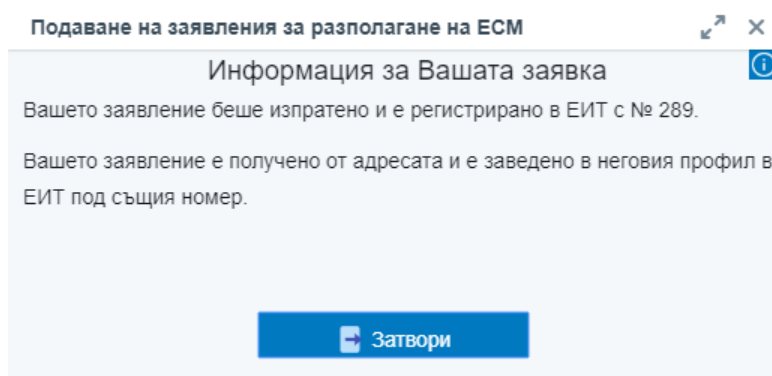 Подаване на заявления за разполагане на ЕСМ
Информация за Вашата заявка
Вашето заявление беше изпратено и е регистрирано в ЕИТ с № 289.
Вашето заявление е получено от адресата и е заведено в неговия профил в
ЕИТ под същия номер.
Затвори